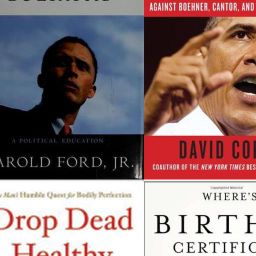 A POLITICAL EDUCATION
AROLD FORD, JR.
AGAINST BOEHNER, CANTOR, AND
DAVID CO
COAUTHOR OF THE NEW YORK TIMES BES
Humble Quest for Bodily Perfection
Drop Dead
Healthy
WHERE'S
BIRTH
CERTIFIC